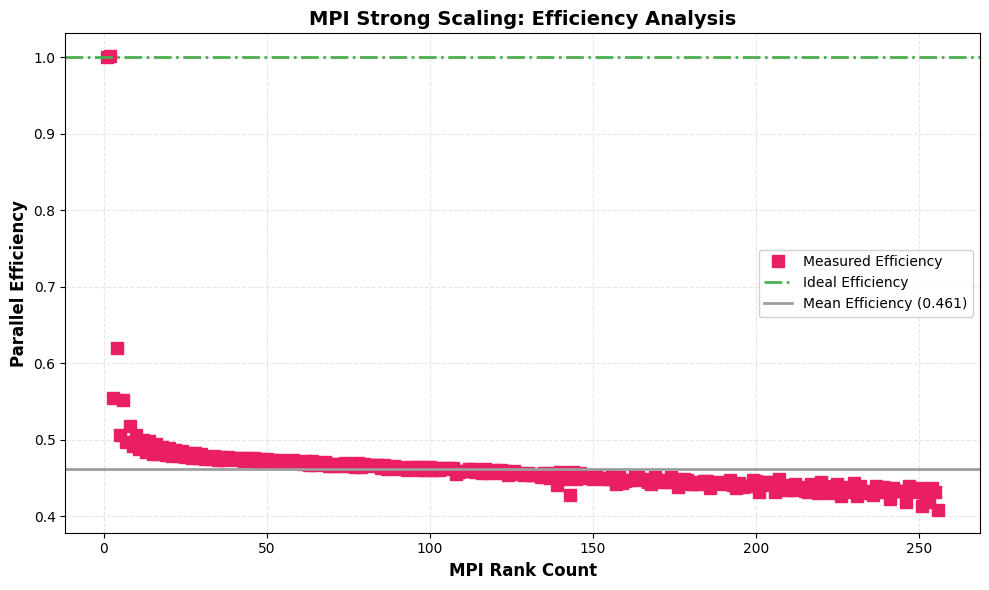 MPI Strong Scaling: Efficiency Analysis
Parallel Efficiency
1.0
0.9
0.8
0.7
0.6
0.5
0.4
Measured Efficiency
Ideal Efficiency
Mean Efficiency (0.461)
0
50
100
150
200
250
MPI Rank Count